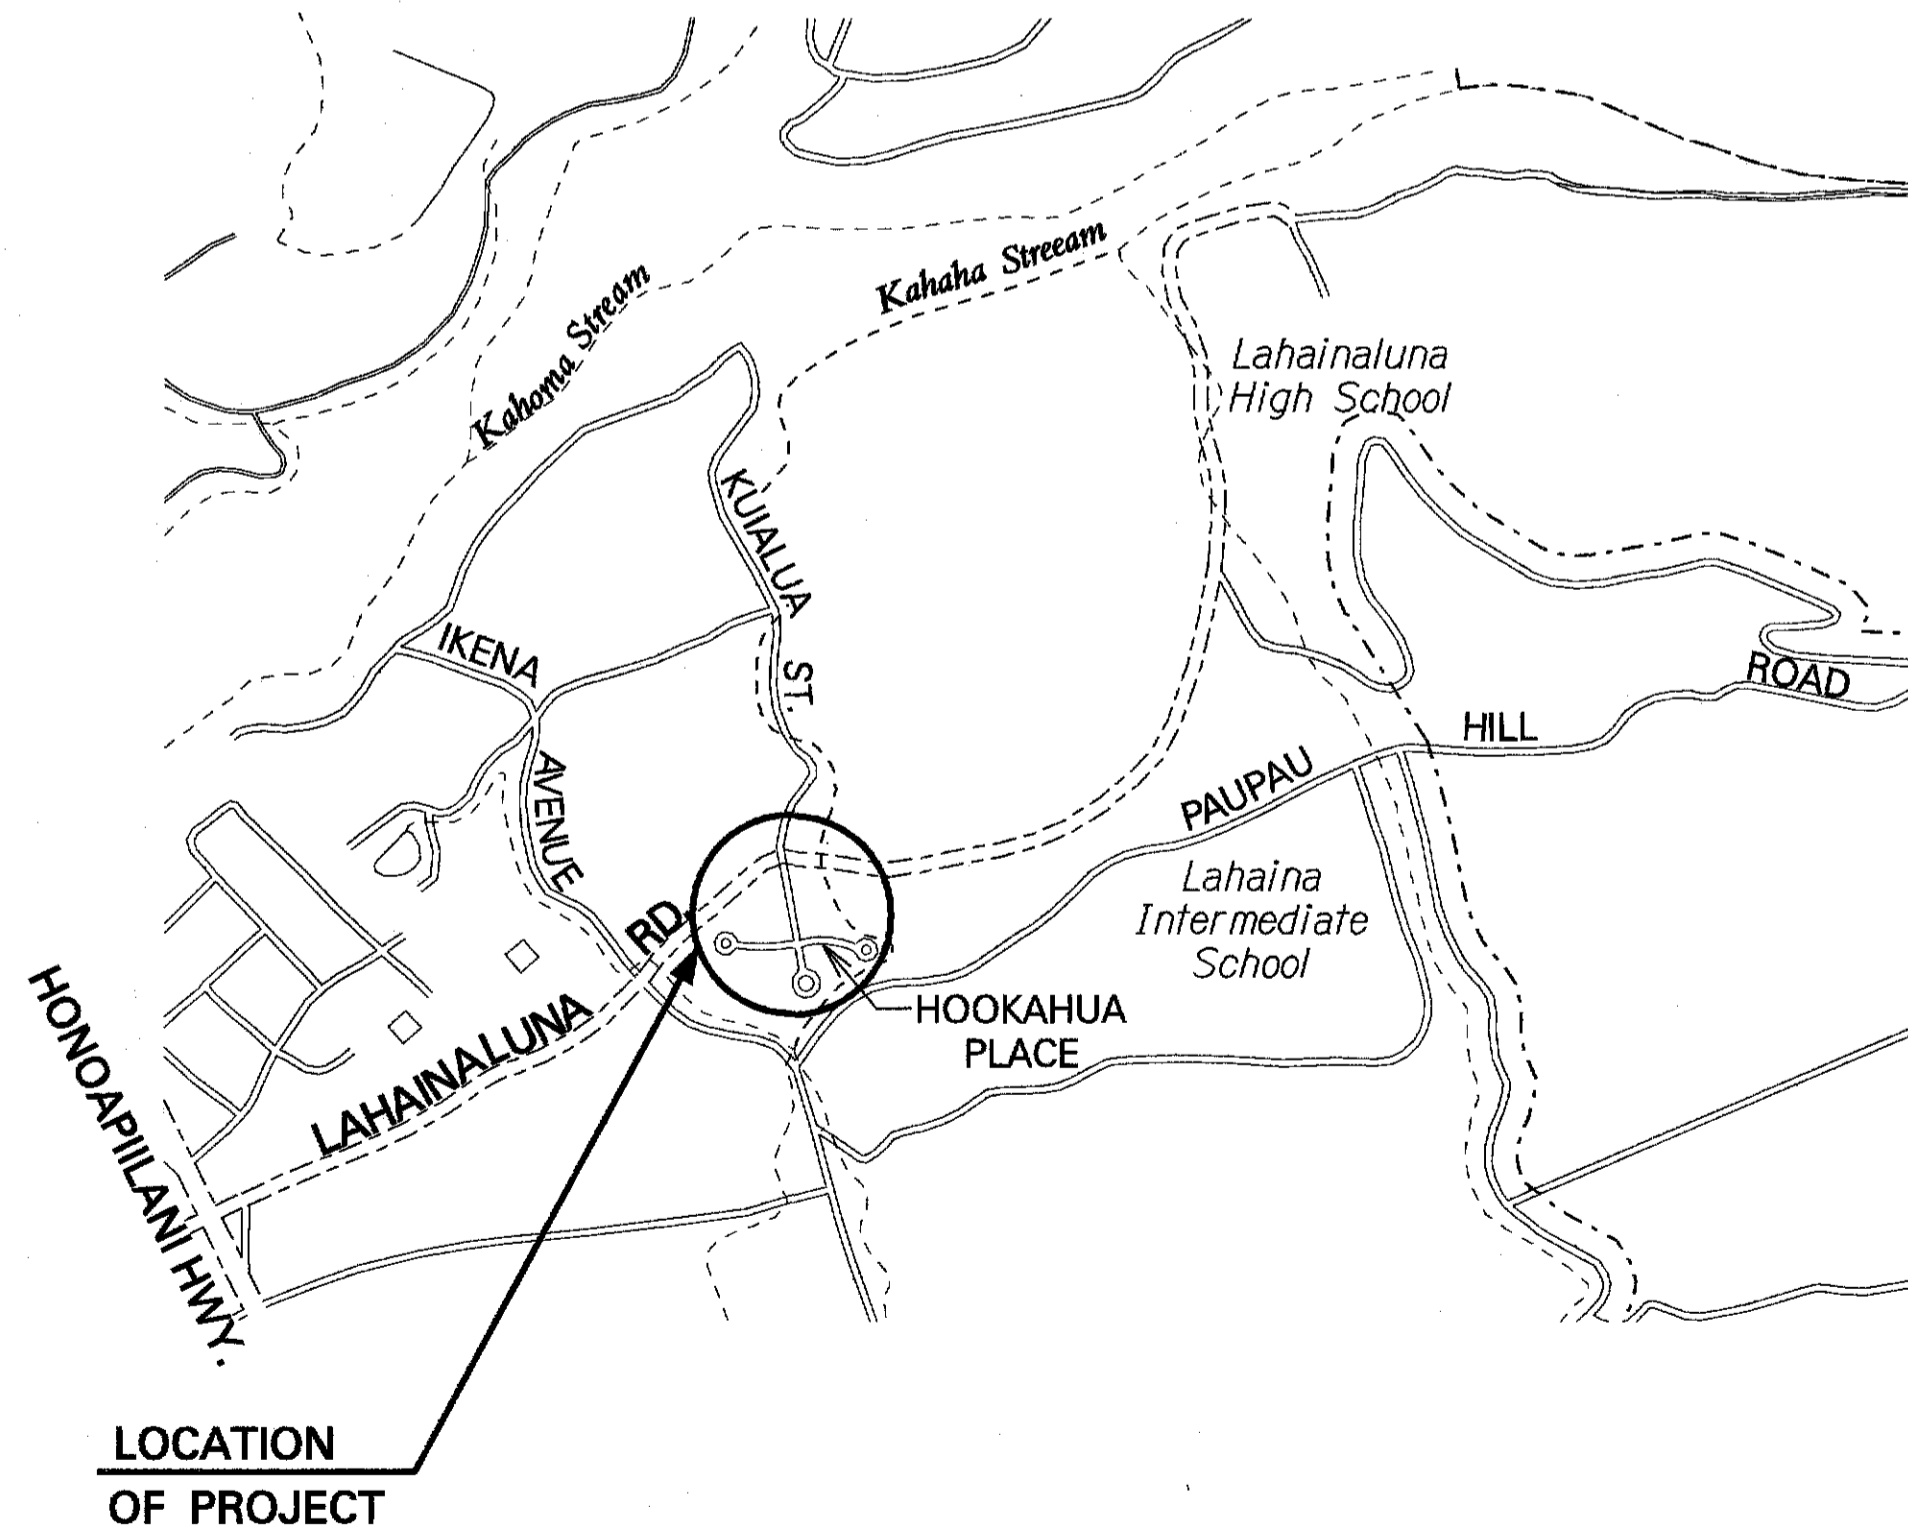 Kahoma Stream
Kahaha Streeam
Lahainaluna
High School
KUIALUA
ST.
IKENA
AVENUE
ROAD
HILL
PAUPAU
Lahaina
Intermediate
School
RD.
LAHAINALUNA
HOOKAHUA
PLACE
HONOAPIILANI HWY.
LOCATION
OF PROJECT